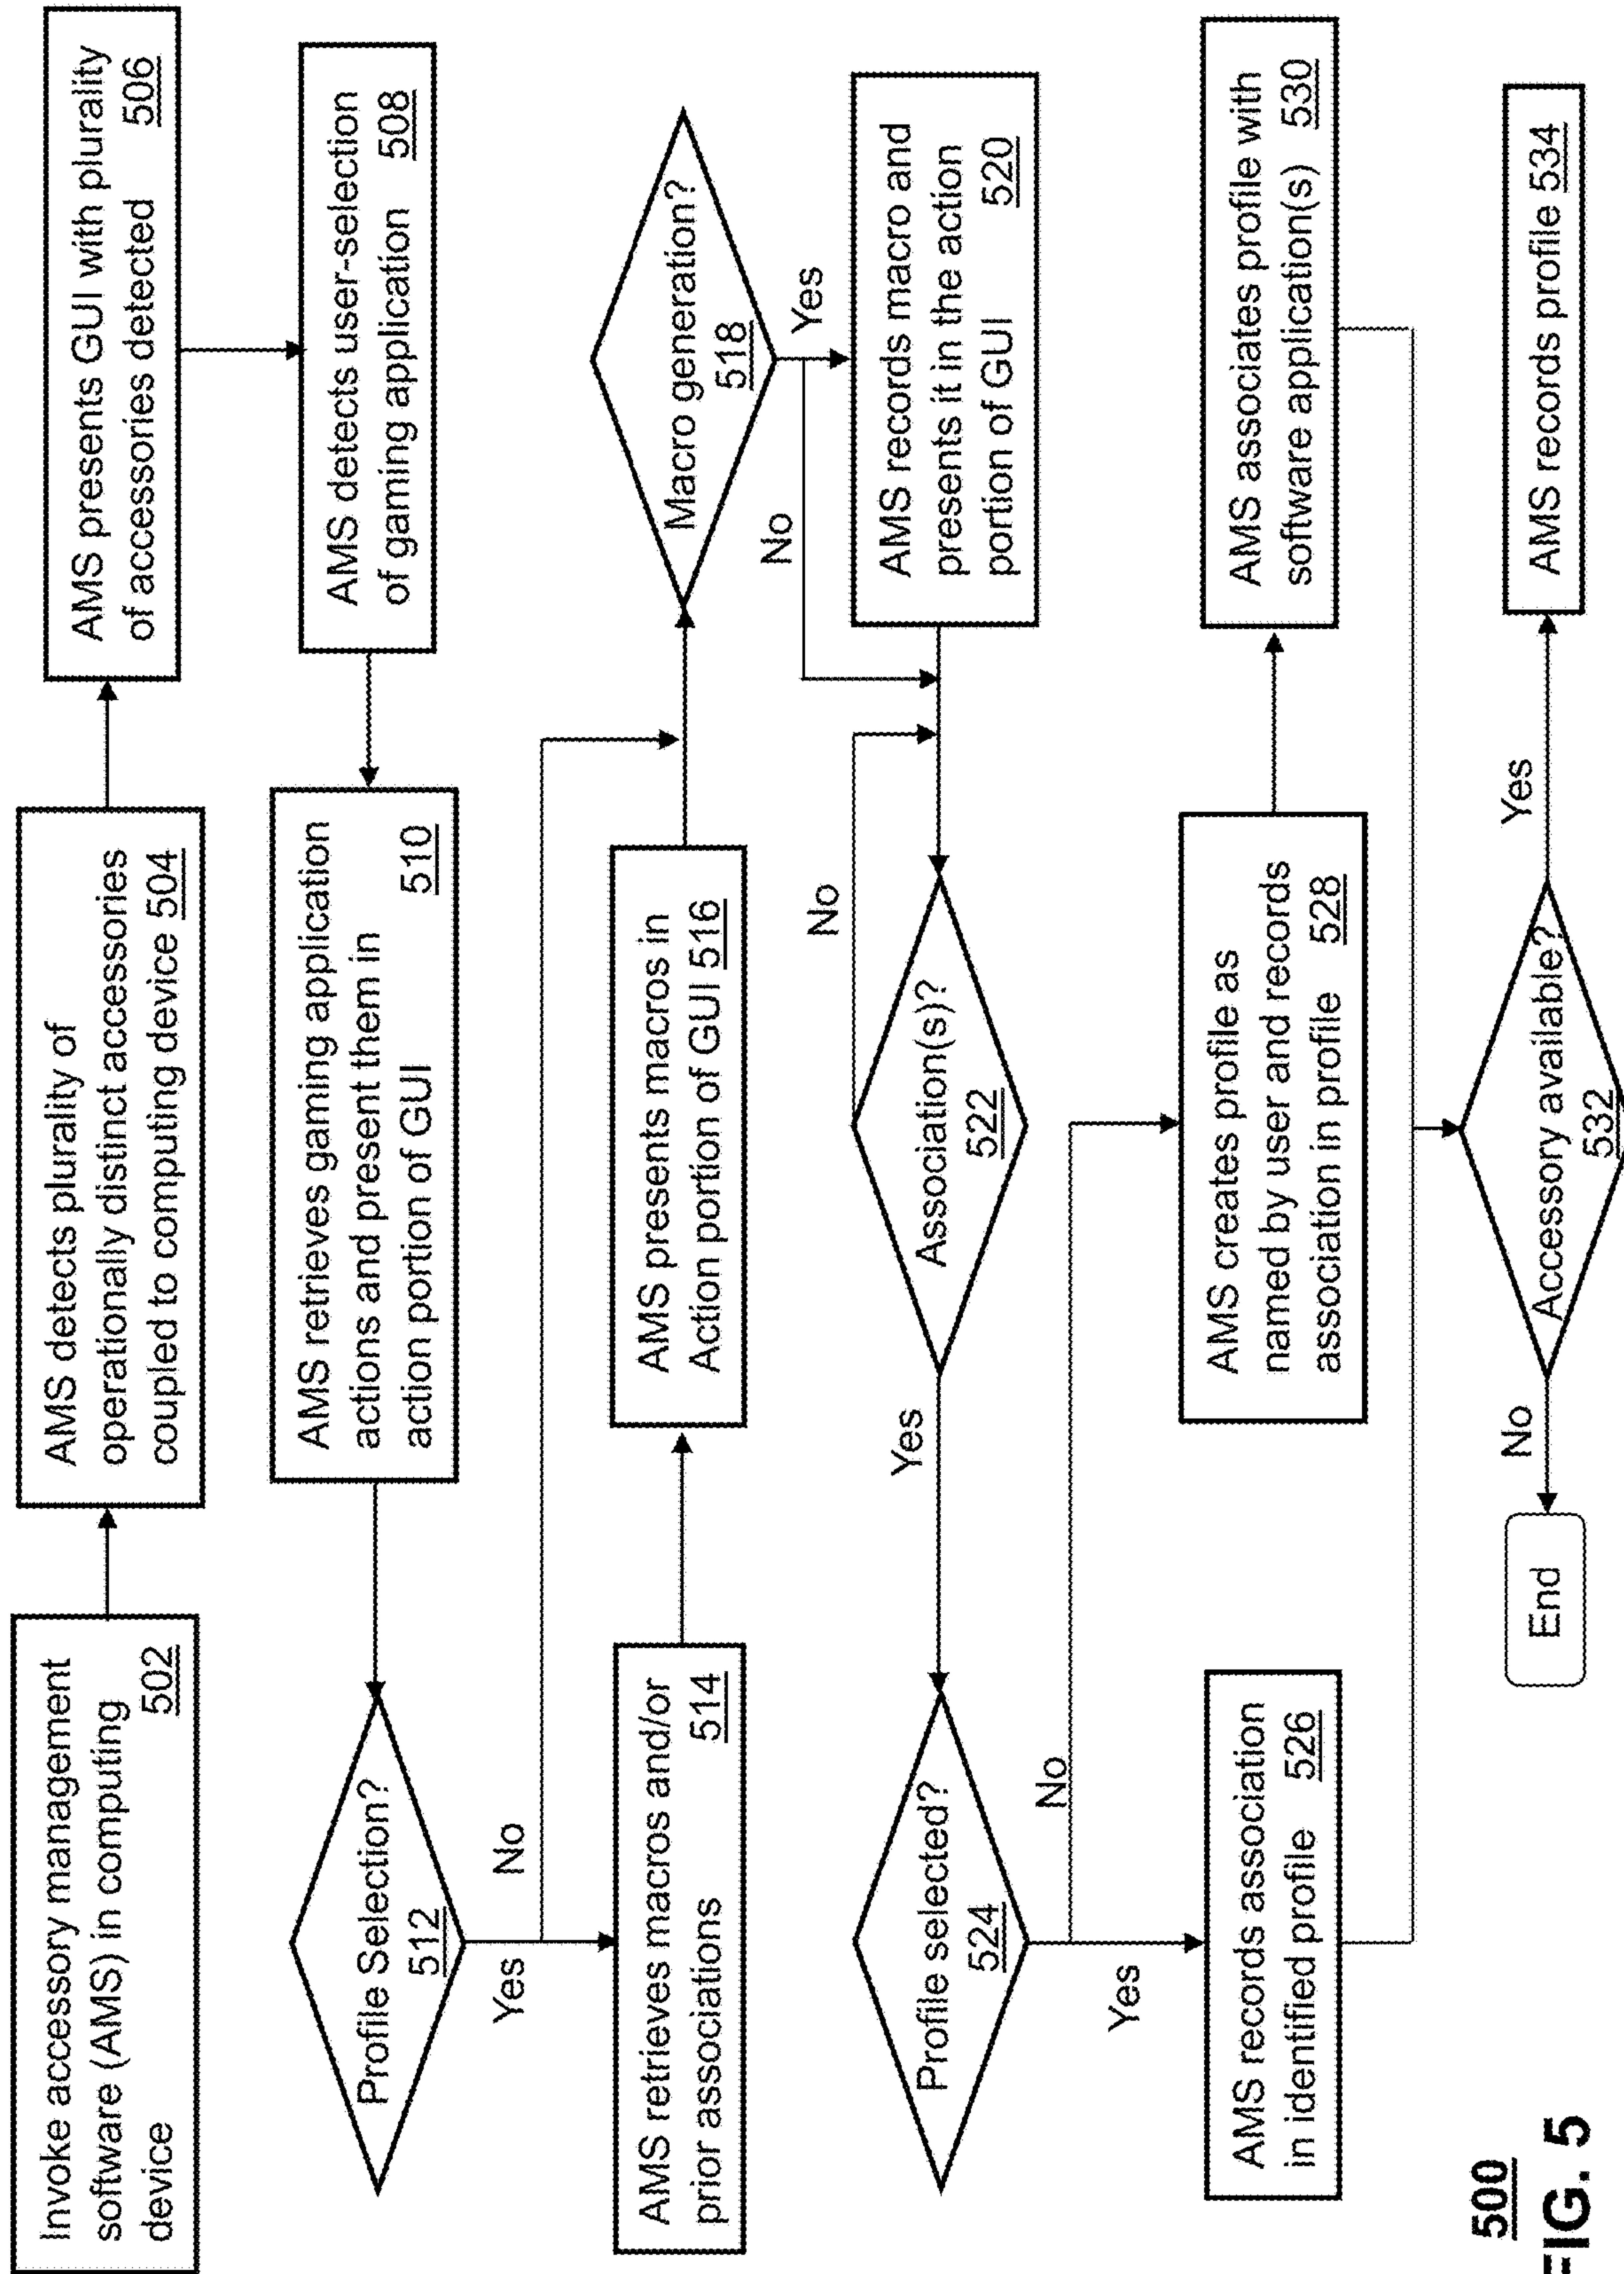 Invoke accessory management
software (AMS) in computing
device 502
AMS detects plurality of
operationally distinct accessories
coupled to computing device 504
AMS presents GUI with plurality
of accessories detected 506
AMS detects user-selection
of gaming application 508
AMS retrieves gaming application
actions and present them in
action portion of GUI 510
Profile Selection?
512
Yes
No
AMS retrieves macros and/or
prior associations 514
AMS presents macros in
Action portion of GUI 516
Macro generation?
518
Yes
No
AMS records macro and
presents it in the action
portion of GUI 520
Association(s)?
522
No
Yes
Profile selected?
524
Yes
No
AMS records association
in identified profile 526
AMS creates profile as
named by user and records
association in profile 528
AMS associates profile with
software application(s) 530
Accessory available?
532
No
End
Yes
AMS records profile 534
500
FIG. 5